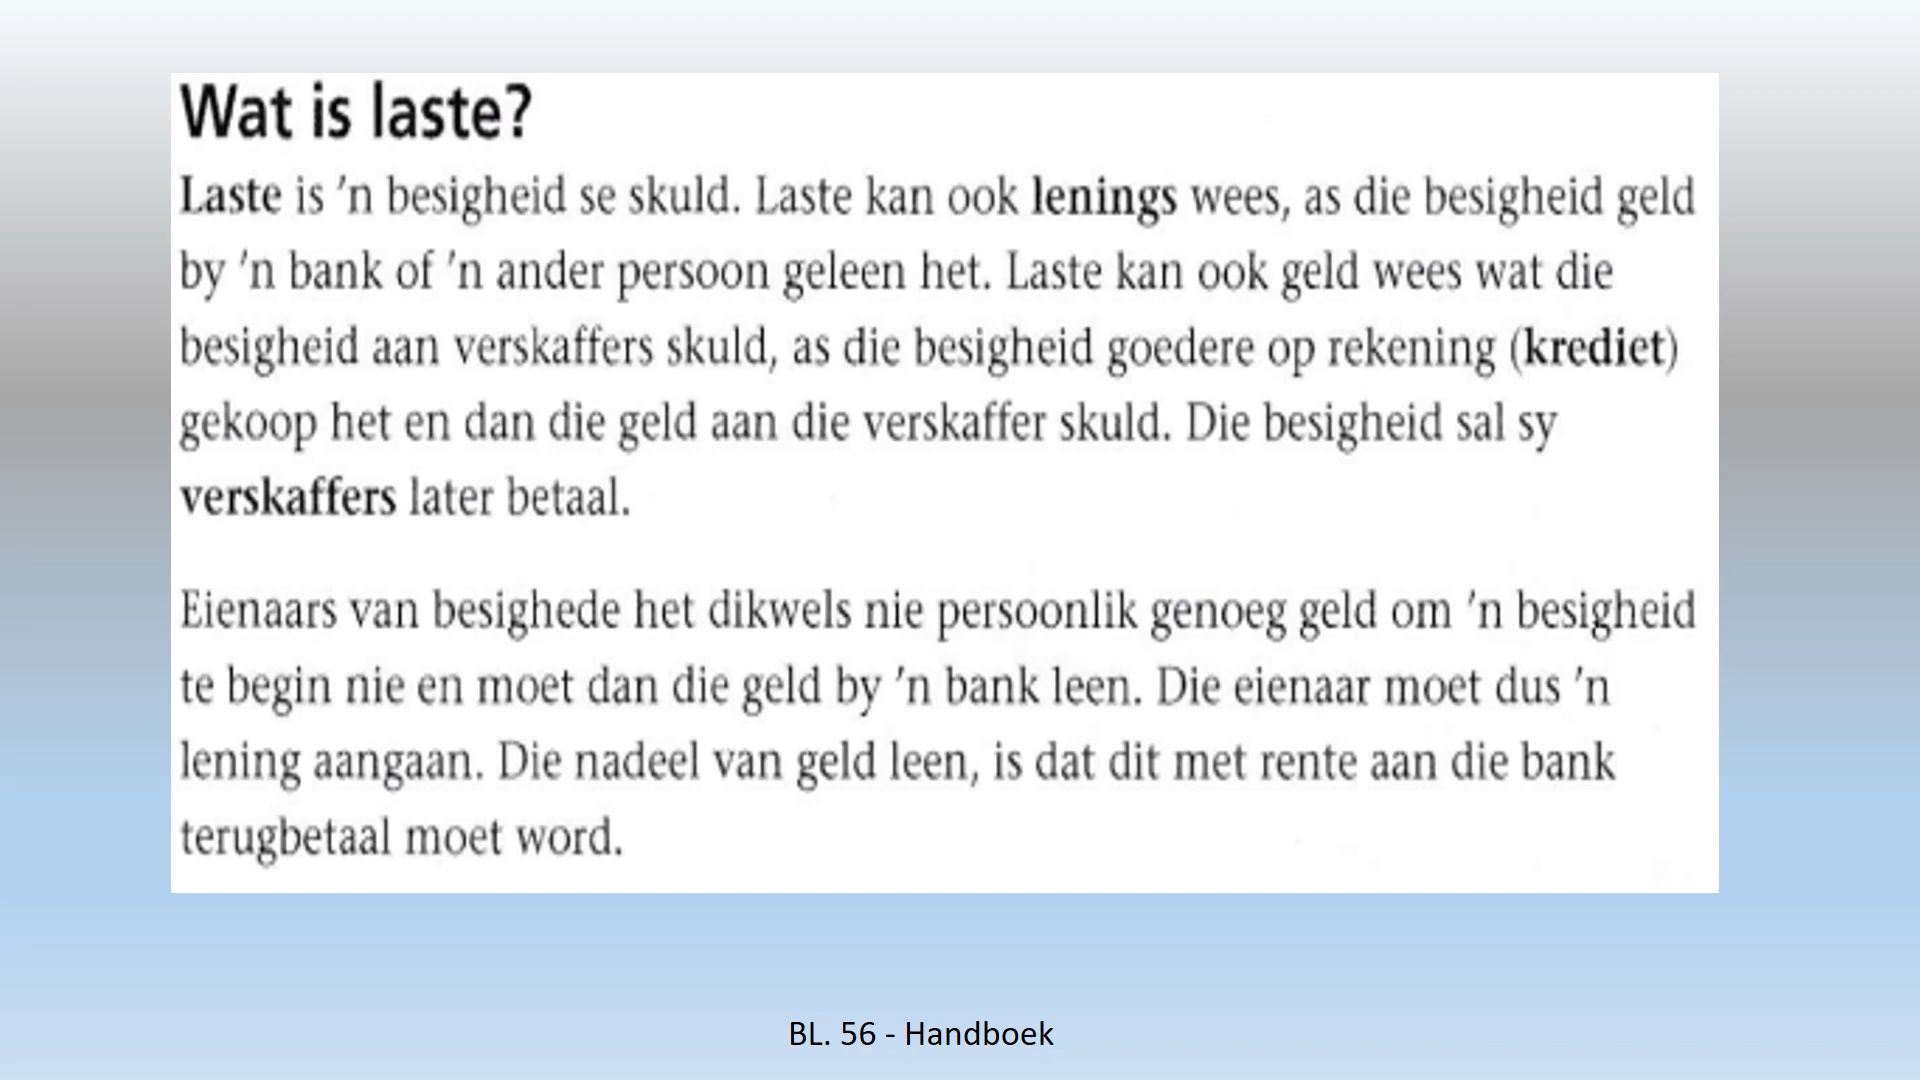 Wat is laste?
Laste is ’n besigheid se skuld. Laste kan ook lenings wees, as die besigheid geld
by ’n bank of ’n ander persoon geleen het. Laste kan ook geld wees wat die
besigheid aan verskaffers skuld, as die besigheid goedere op rekening (krediet)
gekoop het en dan die geld aan die verskaffer skuld. Die besigheid sal sy
verskaffers later betaal.
Eienaars van besighede het dikwels nie persoonlik genoeg geld om ’n besigheid
te begin nie en moet dan die geld by ’n bank leen. Die eienaar moet dus ’n
lening aangaan. Die nadeel van geld leen, is dat dit met rente aan die bank
terugbetaal moet word.
BL. 56 - Handboek